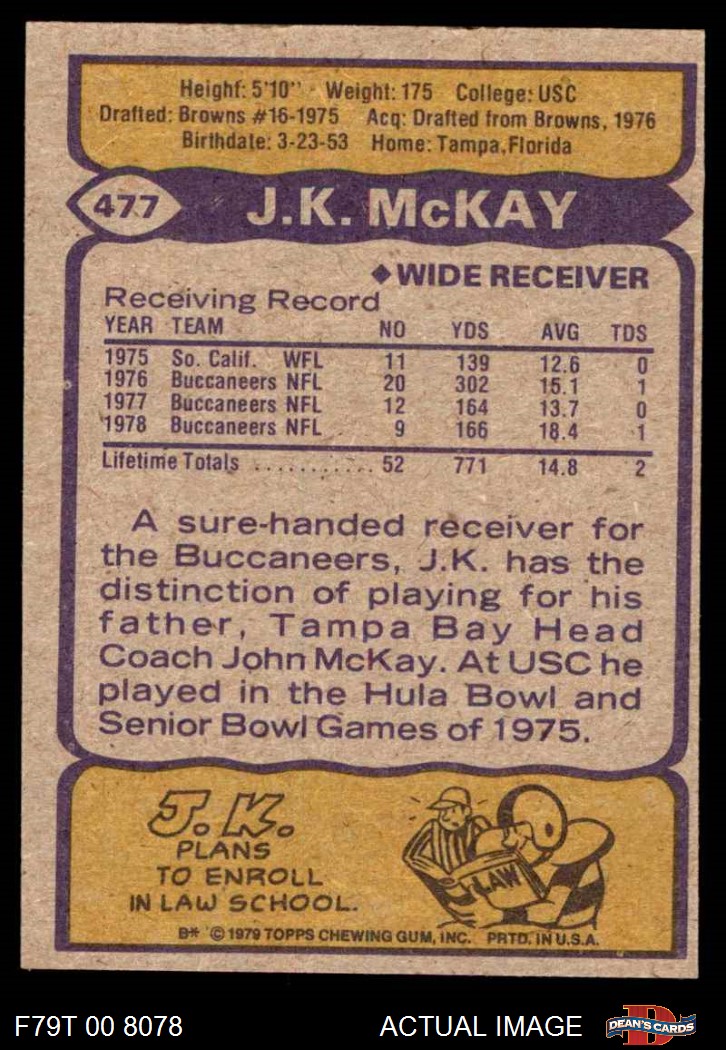 Height: 5'10" Weight: 175 College: USC
Drafted: Browns #16-1975 Acq: Drafted from Browns, 1976
Birthdate: 3-23-53 Home: Tampa, Florida
477 J.K. McKAY
◆ WIDE RECEIVER
Receiving Record
YEAR TEAM NO YDS AVG TDS
1975 So. Calif. WFL 11 139 12.6 0
1976 Buccaneers NFL 20 302 15.1 1
1977 Buccaneers NFL 12 164 13.7 0
1978 Buccaneers NFL 9 166 18.4 1
Lifetime Totals ........... 52 771 14.8 2
A sure-handed receiver for
the Buccaneers, J.K. has the
distinction of playing for his
father, Tampa Bay Head
Coach John McKay. At USC he
played in the Hula Bowl and
Senior Bowl Games of 1975.
J.K.
PLANS
TO ENROLL
IN LAW SCHOOL.
LAW
B* © 1979 TOPPS CHEWING GUM, INC. PRTD. IN U.S.A.
F79T 00 8078 ACTUAL IMAGE D DEAN'S CARDS